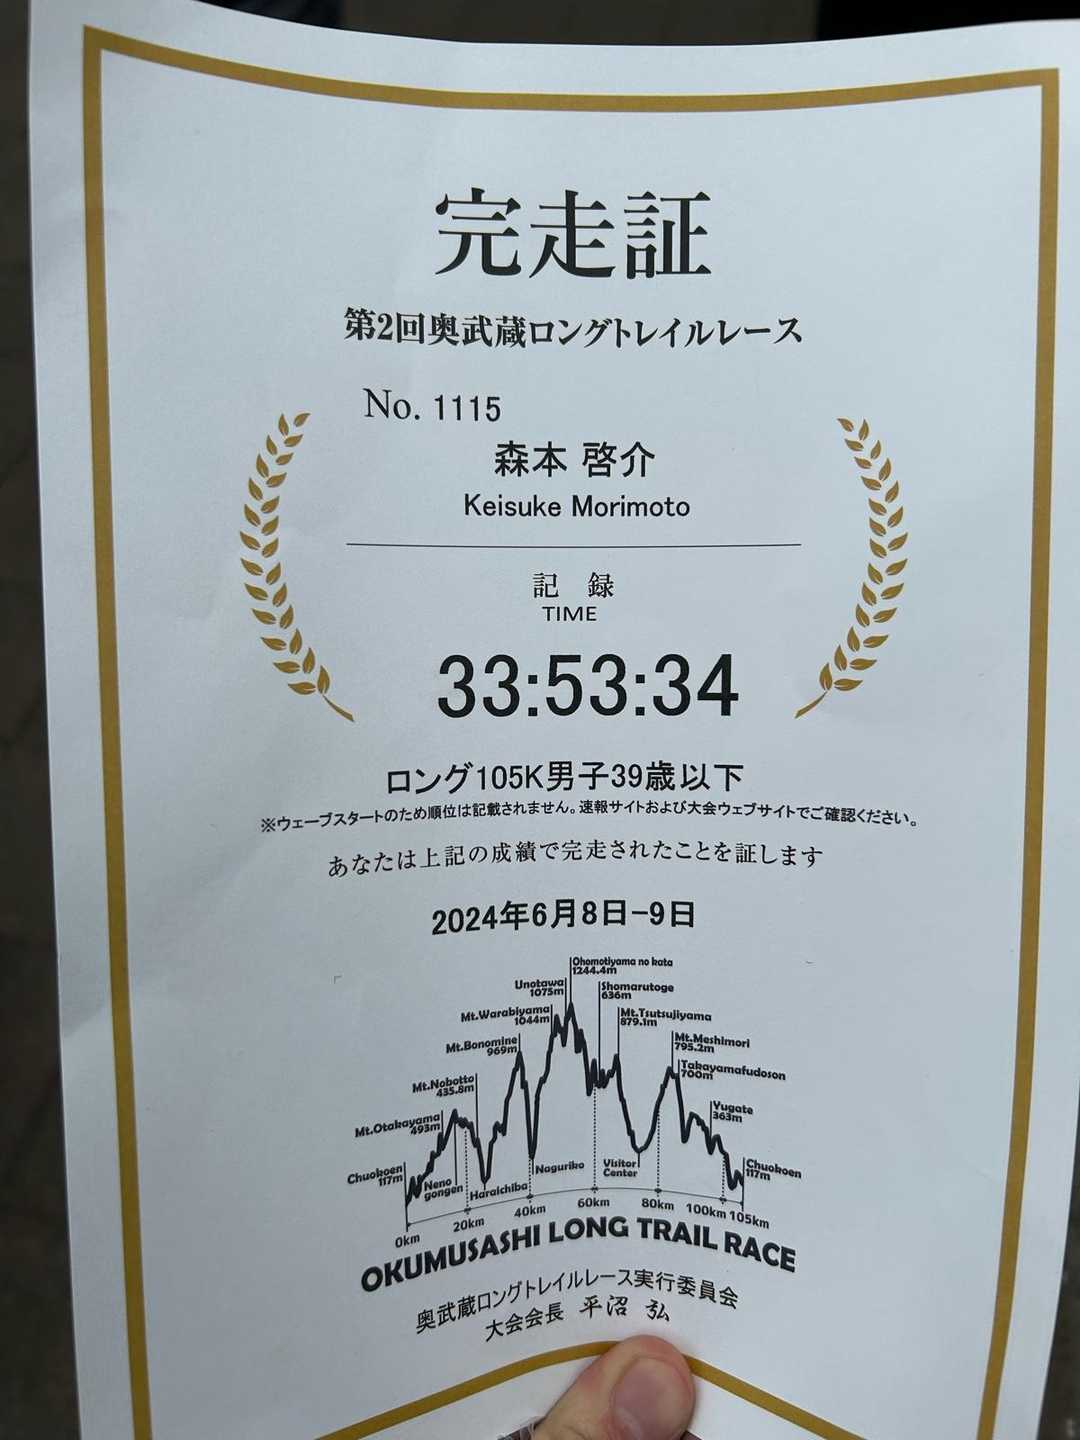 完走証
第2回奥武蔵ロングトレイルレース
No. 1115
森本 啓介
Keisuke Morimoto
記 録
TIME
33:53:34
ロング105K男子39歳以下
※ウェーブスタートのため順位は記載されません。速報サイトおよび大会ウェブサイトでご確認ください。
あなたは上記の成績で完走されたことを証します
2024年6月8日-9日
Ohomotiyama no kata
1244.4m
Unotawa
1075m
Shomarutoge
636m
Mt.Warabiyama
1044m
Mt.Tsutsujiyama
879.1m
Mt.Bonomine
969m
Mt.Meshimori
795.2m
Takayamafudoson
700m
Mt.Nobotto
435.8m
Yugate
363m
Mt.Otakayama
493m
Chuokoen
117m
Neno
gongen
Haraichiba
Naguriko
Visitor
Center
Chuokoen
117m
0km
20km
40km
60km
80km
100km
105km
OKUMUSASHI LONG TRAIL RACE
奥武蔵ロングトレイルレース実行委員会
大会会長 平沼 弘